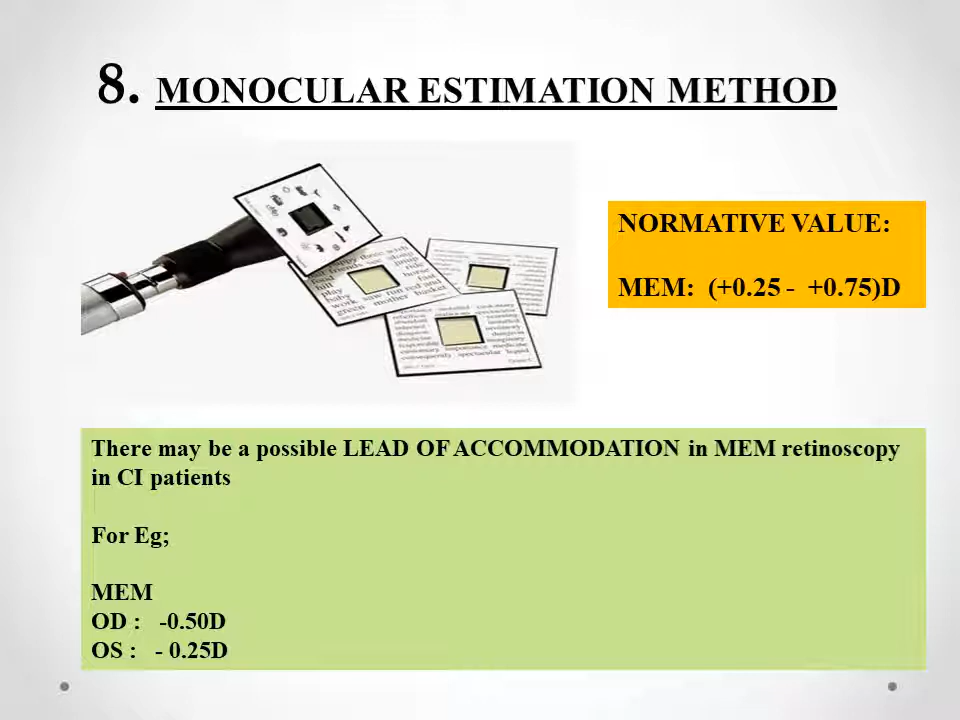 8. MONOCULAR ESTIMATION METHOD
NORMATIVE VALUE:
MEM: (+0.25 - +0.75)D
There may be a possible LEAD OF ACCOMMODATION in MEM retinoscopy
in CI patients
For Eg;
MEM
OD : -0.50D
OS : - 0.25D